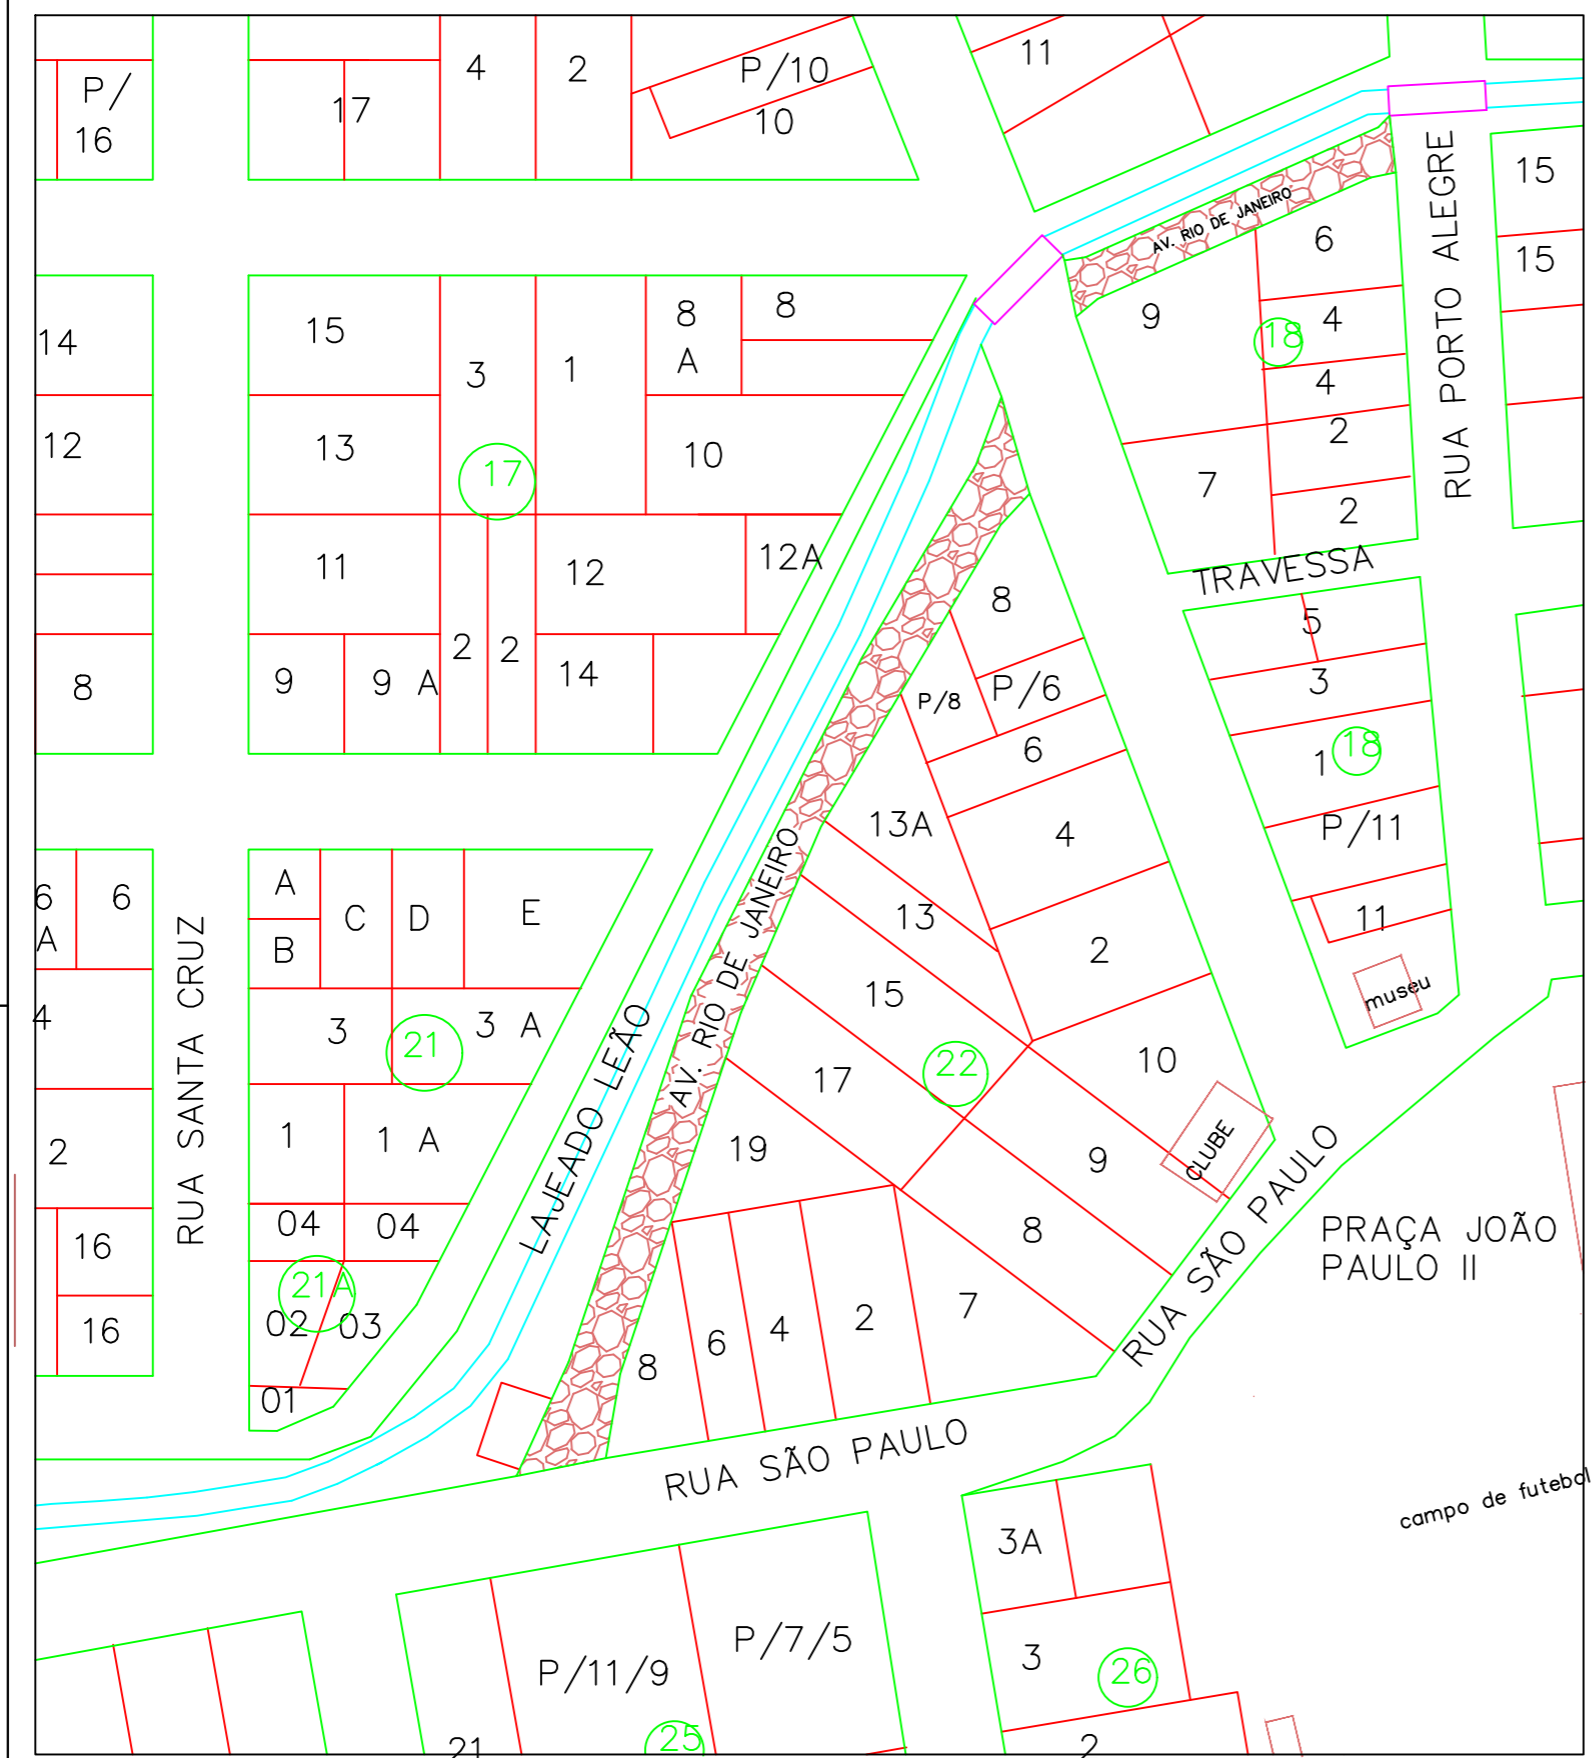 P/
16
17
4
2
P/10
10
11
15
15
RUA PORTO ALEGRE
AV. RIO DE JANEIRO
6
9
4
18
4
2
7
2
TRAVESSA
14
12
8
15
13
11
9
9 A
3
1
17
8
A
8
10
12
12A
2
2
14
8
P/8
P/6
6
13A
4
13
2
15
17
22
10
19
9
CLUBE
8
8
6
4
2
7
5
3
1
18
P/11
11
museu
6
A
6
4
2
16
16
RUA SANTA CRUZ
A
B
C
D
E
3
3 A
21
1
1 A
04
04
21A
02
03
01
LAJEADO LEÃO
AV. RIO DE JANEIRO
RUA SÃO PAULO
PRAÇA JOÃO
PAULO II
RUA SÃO PAULO
campo de futebol
3A
3
26
2
P/7/5
P/11/9
25
21